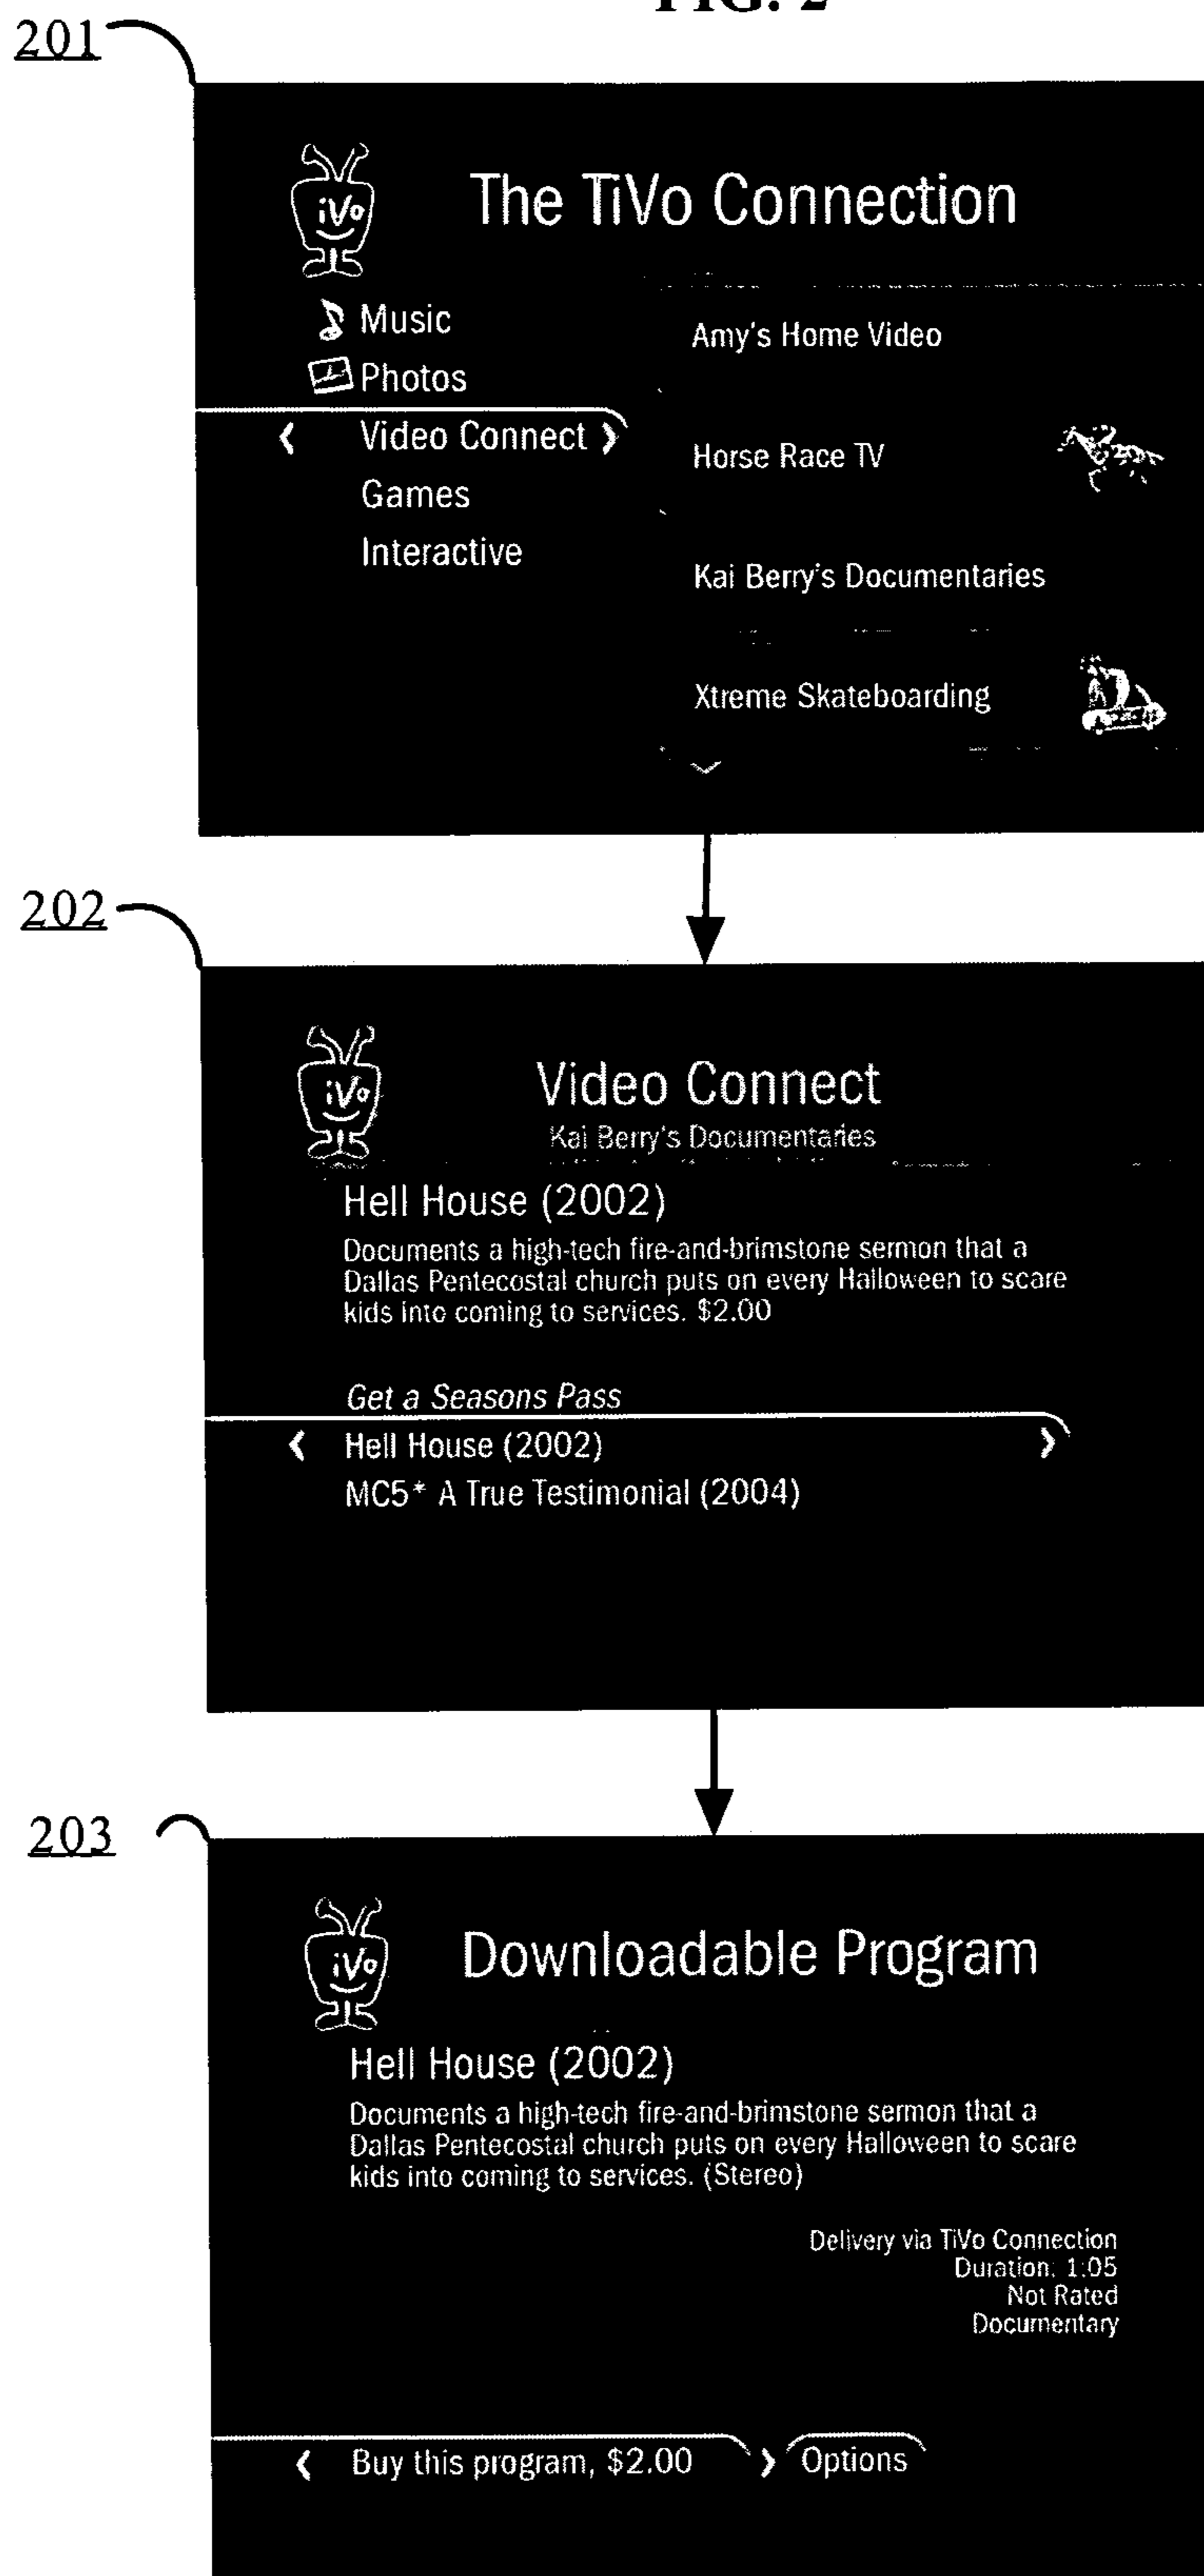 FIG. 2
201
iVo
The TiVo Connection
Music
Photos
Video Connect
Games
Interactive
Amy's Home Video
Horse Race TV
Kai Berry's Documentaries
Xtreme Skateboarding
202
iVo
Video Connect
Kai Berry's Documentaries
Hell House (2002)
Documents a high-tech fire-and-brimstone sermon that a
Dallas Pentecostal church puts on every Halloween to scare
kids into coming to services. $2.00
Get a Seasons Pass
Hell House (2002)
MC5* A True Testimonial (2004)
203
iVo
Downloadable Program
Hell House (2002)
Documents a high-tech fire-and-brimstone sermon that a
Dallas Pentecostal church puts on every Halloween to scare
kids into coming to services. (Stereo)
Delivery via TiVo Connection
Duration: 1:05
Not Rated
Documentary
Buy this program, $2.00
Options